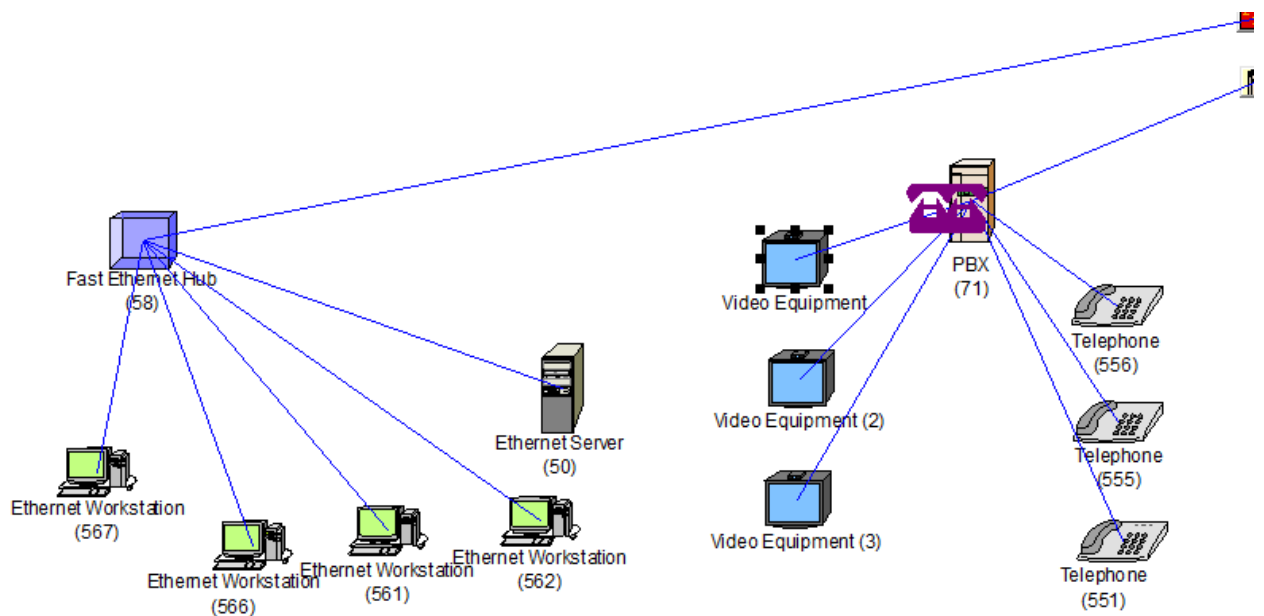 Fast Ethernet Hub
(58)
PBX
(71)
Video Equipment
Telephone
(556)
Video Equipment (2)
Ethernet Server
(50)
Telephone
(555)
Ethernet Workstation
(567)
Video Equipment (3)
Ethernet Workstation
(566)
Ethernet Workstation
(561)
Ethernet Workstation
(562)
Telephone
(551)